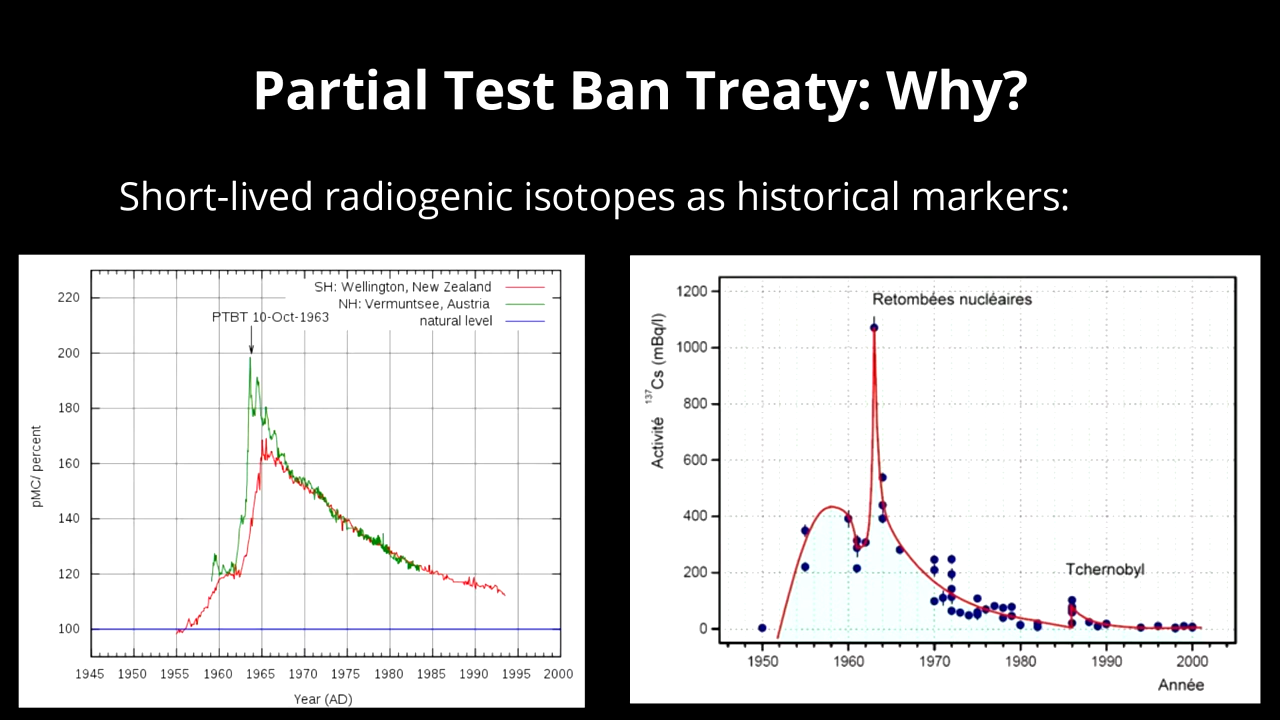 Partial Test Ban Treaty: Why?
Short-lived radiogenic isotopes as historical markers:
SH: Wellington, New Zealand
NH: Vermuntsee, Austria
natural level
PTBT 10-Oct-1963
pMC/ percent
220
200
180
160
140
120
100
1945 1950 1955 1960 1965 1970 1975 1980 1985 1990 1995 2000
Year (AD)
Retombées nucléaires
Tchernobyl
Activité ¹³⁷Cs (mBq/l)
1200
1000
800
600
400
200
0
1950 1960 1970 1980 1990 2000
Année